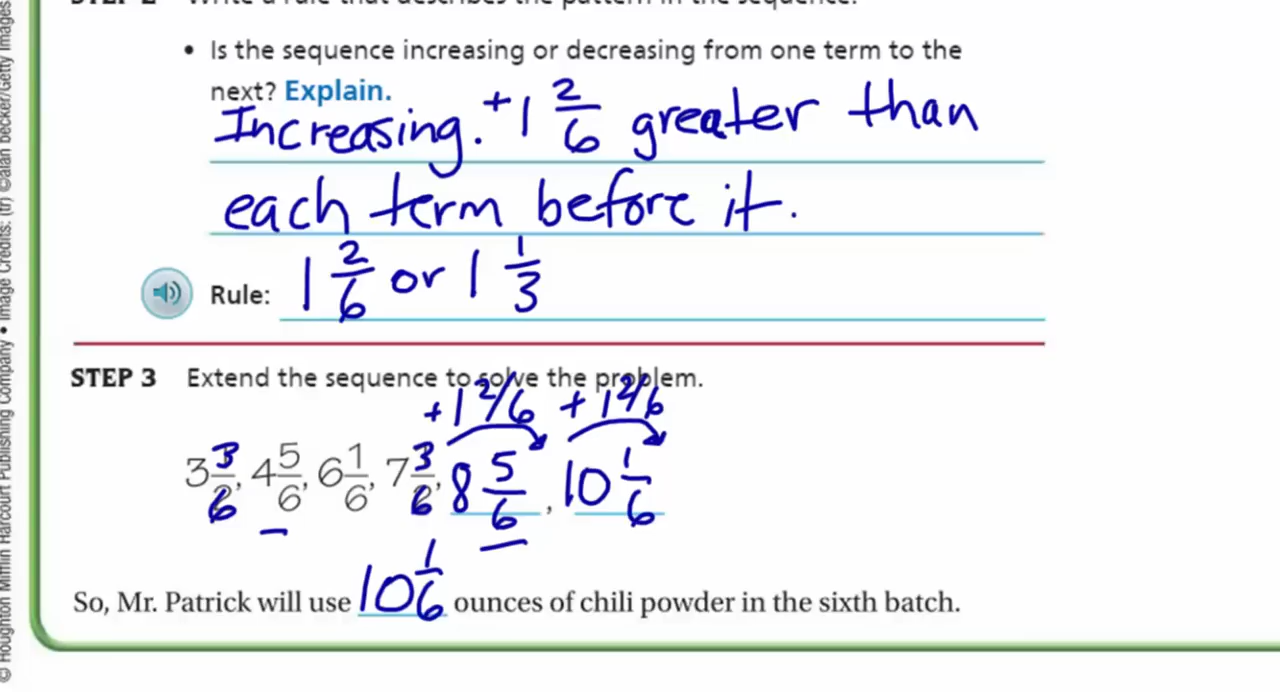 STEP 2 Write a rule that describes the pattern in the sequence.
• Is the sequence increasing or decreasing from one term to the
next? Explain.
Increasing. +1 2/6 greater than
each term before it.
Rule: 1 2/6 or 1 1/3
STEP 3 Extend the sequence to solve the problem.
+1 2/6 +1 2/6
3 3/6, 4 5/6, 6 1/6, 7 3/6, 8 5/6, 10 1/6
So, Mr. Patrick will use 10 1/6 ounces of chili powder in the sixth batch.
© Houghton Mifflin Harcourt Publishing Company • Image Credits: (tr) ©alan becker/Getty Images